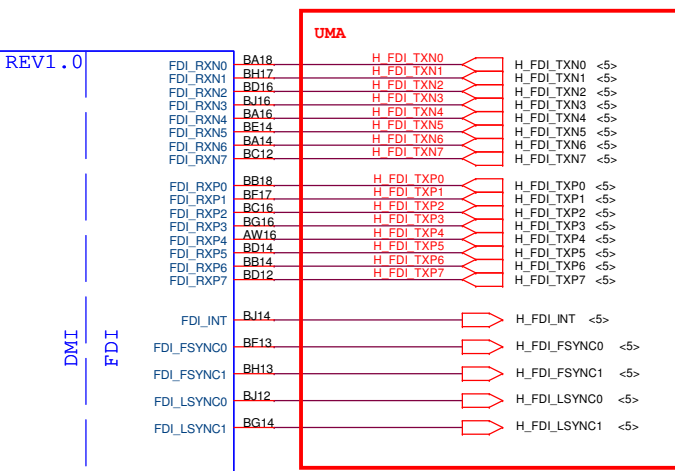 UMA
REV1.0
FDI_RXN0 BA18 H_FDI_TXN0 H_FDI_TXN0 <5>
FDI_RXN1 BH17 H_FDI_TXN1 H_FDI_TXN1 <5>
FDI_RXN2 BD16 H_FDI_TXN2 H_FDI_TXN2 <5>
FDI_RXN3 BJ16 H_FDI_TXN3 H_FDI_TXN3 <5>
FDI_RXN4 BA16 H_FDI_TXN4 H_FDI_TXN4 <5>
FDI_RXN5 BE14 H_FDI_TXN5 H_FDI_TXN5 <5>
FDI_RXN6 BA14 H_FDI_TXN6 H_FDI_TXN6 <5>
FDI_RXN7 BC12 H_FDI_TXN7 H_FDI_TXN7 <5>
FDI_RXP0 BB18 H_FDI_TXP0 H_FDI_TXP0 <5>
FDI_RXP1 BF17 H_FDI_TXP1 H_FDI_TXP1 <5>
FDI_RXP2 BC16 H_FDI_TXP2 H_FDI_TXP2 <5>
FDI_RXP3 BG16 H_FDI_TXP3 H_FDI_TXP3 <5>
FDI_RXP4 AW16 H_FDI_TXP4 H_FDI_TXP4 <5>
FDI_RXP5 BD14 H_FDI_TXP5 H_FDI_TXP5 <5>
FDI_RXP6 BB14 H_FDI_TXP6 H_FDI_TXP6 <5>
FDI_RXP7 BD12 H_FDI_TXP7 H_FDI_TXP7 <5>
FDI_INT BJ14 H_FDI_INT <5>
FDI_FSYNC0 BF13 H_FDI_FSYNC0 <5>
FDI_FSYNC1 BH13 H_FDI_FSYNC1 <5>
FDI_LSYNC0 BJ12 H_FDI_LSYNC0 <5>
FDI_LSYNC1 BG14 H_FDI_LSYNC1 <5>
DMI
FDI